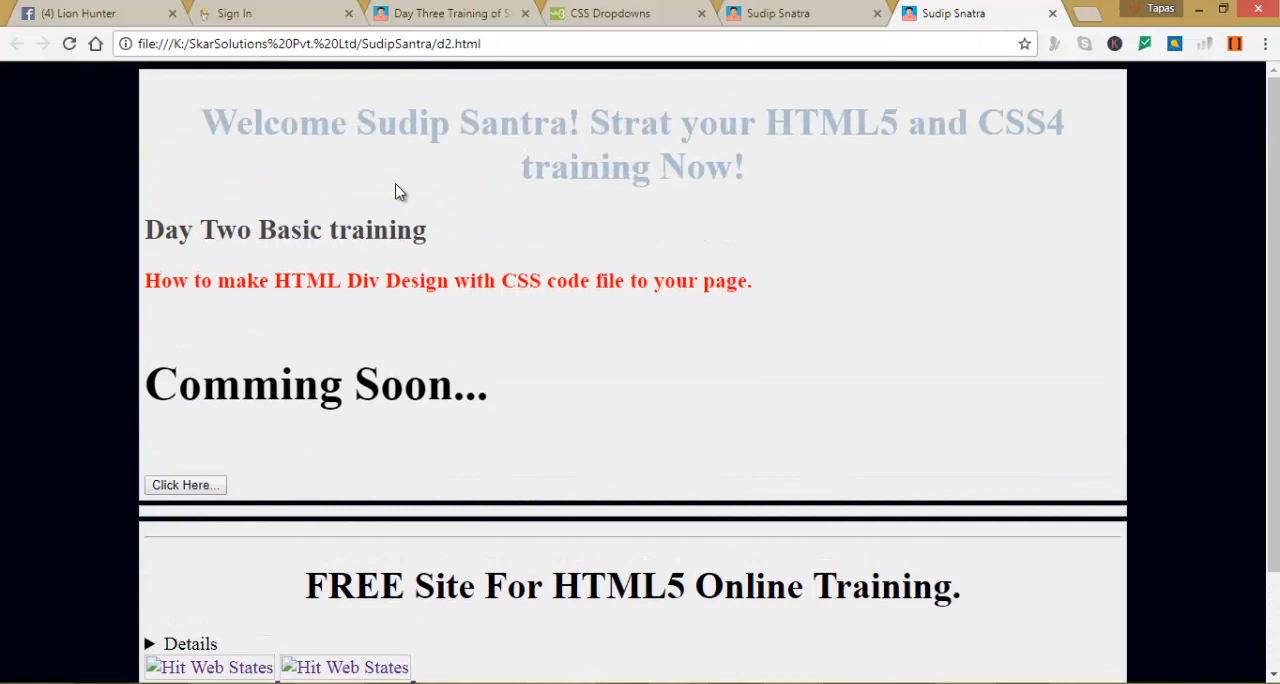 (4) Lion Hunter
Sign In
Day Three Training of S
CSS Dropdowns
Sudip Snatra
Sudip Snatra
Tapas
file:///K:/SkarSolutions%20Pvt.%20Ltd/SudipSantra/d2.html
Welcome Sudip Santra! Strat your HTML5 and CSS4
training Now!
Day Two Basic training
How to make HTML Div Design with CSS code file to your page.
Comming Soon...
Click Here...
FREE Site For HTML5 Online Training.
Details
Hit Web States Hit Web States